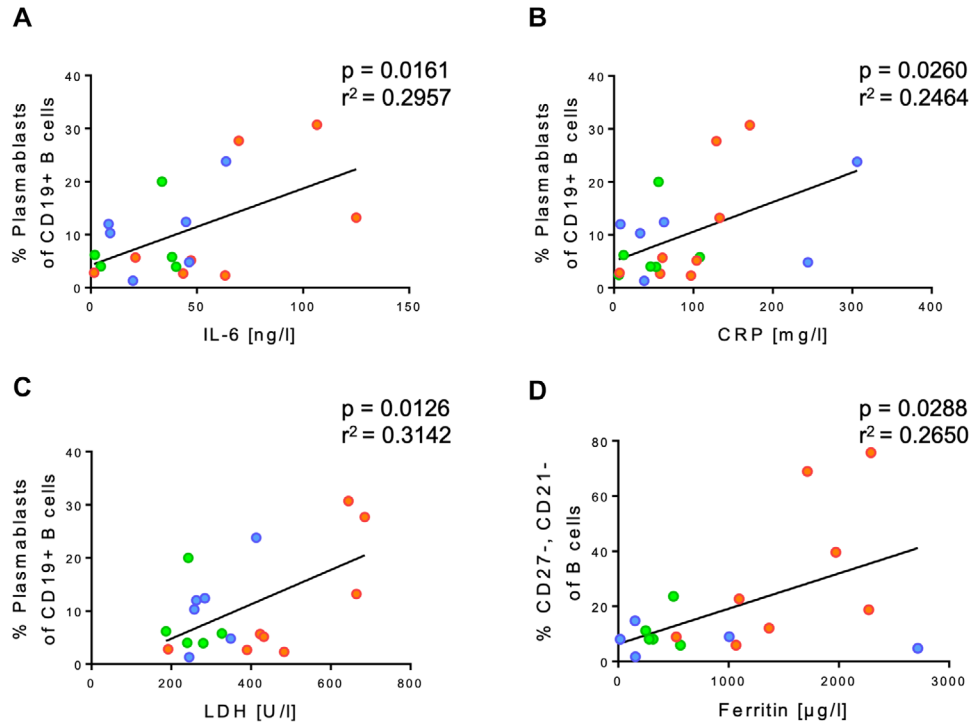 A
p = 0.0161
r² = 0.2957
% Plasmablasts
of CD19+ B cells
40
30
20
10
0
0 50 100 150
IL-6 [ng/l]
B
p = 0.0260
r² = 0.2464
% Plasmablasts
of CD19+ B cells
40
30
20
10
0
0 100 200 300 400
CRP [mg/l]
C
p = 0.0126
r² = 0.3142
% Plasmablasts
of CD19+ B cells
40
30
20
10
0
0 200 400 600 800
LDH [U/l]
D
p = 0.0288
r² = 0.2650
% CD27-, CD21-
of B cells
80
60
40
20
0
0 1000 2000 3000
Ferritin [µg/l]